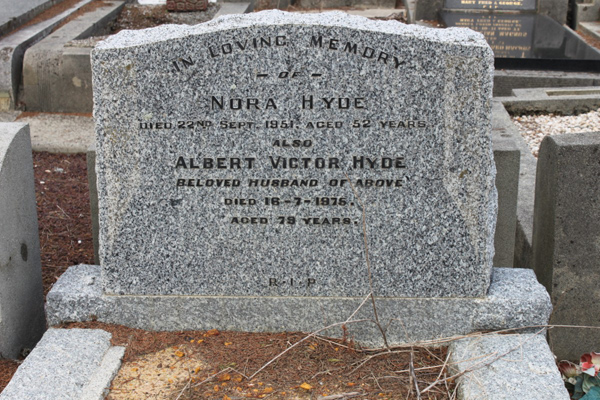 IN LOVING MEMORY
– OF –
NORA HYDE
DIED 22ND SEPT. 1951. AGED 52 YEARS.
ALSO
ALBERT VICTOR HYDE
BELOVED HUSBAND OF ABOVE
DIED 16-7-1975.
AGED 79 YEARS.
R·I·P